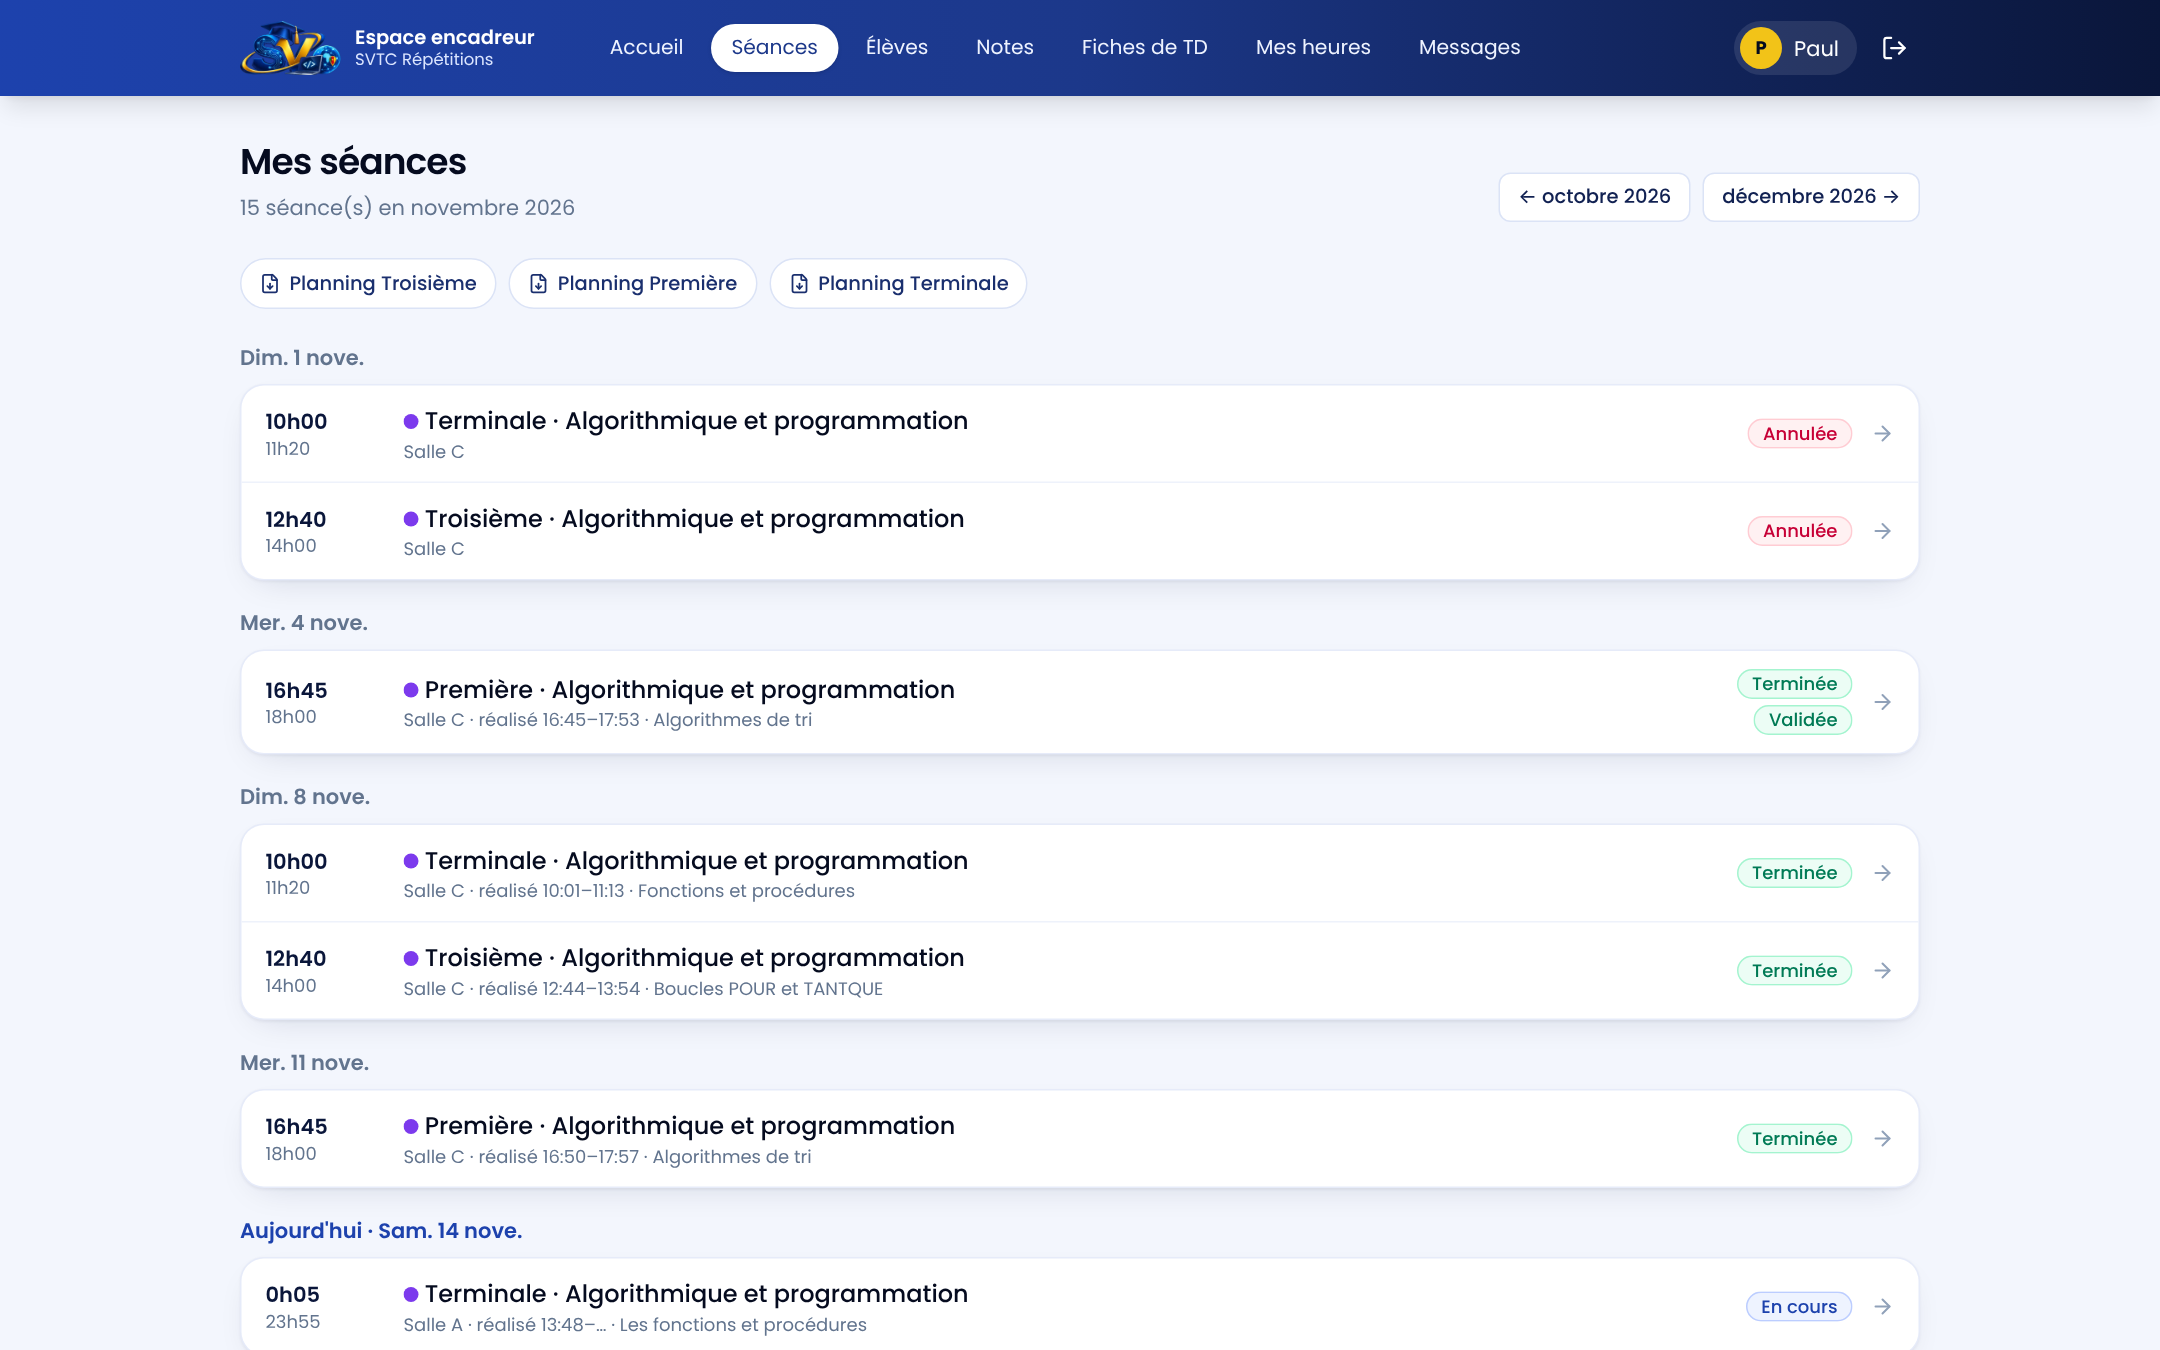 Espace encadreur
SVTC Répétitions
Accueil
Séances
Élèves
Notes
Fiches de TD
Mes heures
Messages
P
Paul
Mes séances
15 séance(s) en novembre 2026
← octobre 2026
décembre 2026 →
Planning Troisième
Planning Première
Planning Terminale
Dim. 1 nove.
10h00
11h20
Terminale · Algorithmique et programmation
Salle C
Annulée
12h40
14h00
Troisième · Algorithmique et programmation
Salle C
Annulée
Mer. 4 nove.
16h45
18h00
Première · Algorithmique et programmation
Salle C · réalisé 16:45–17:53 · Algorithmes de tri
Terminée
Validée
Dim. 8 nove.
10h00
11h20
Terminale · Algorithmique et programmation
Salle C · réalisé 10:01–11:13 · Fonctions et procédures
Terminée
12h40
14h00
Troisième · Algorithmique et programmation
Salle C · réalisé 12:44–13:54 · Boucles POUR et TANTQUE
Terminée
Mer. 11 nove.
16h45
18h00
Première · Algorithmique et programmation
Salle C · réalisé 16:50–17:57 · Algorithmes de tri
Terminée
Aujourd'hui · Sam. 14 nove.
0h05
23h55
Terminale · Algorithmique et programmation
Salle A · réalisé 13:48–… · Les fonctions et procédures
En cours